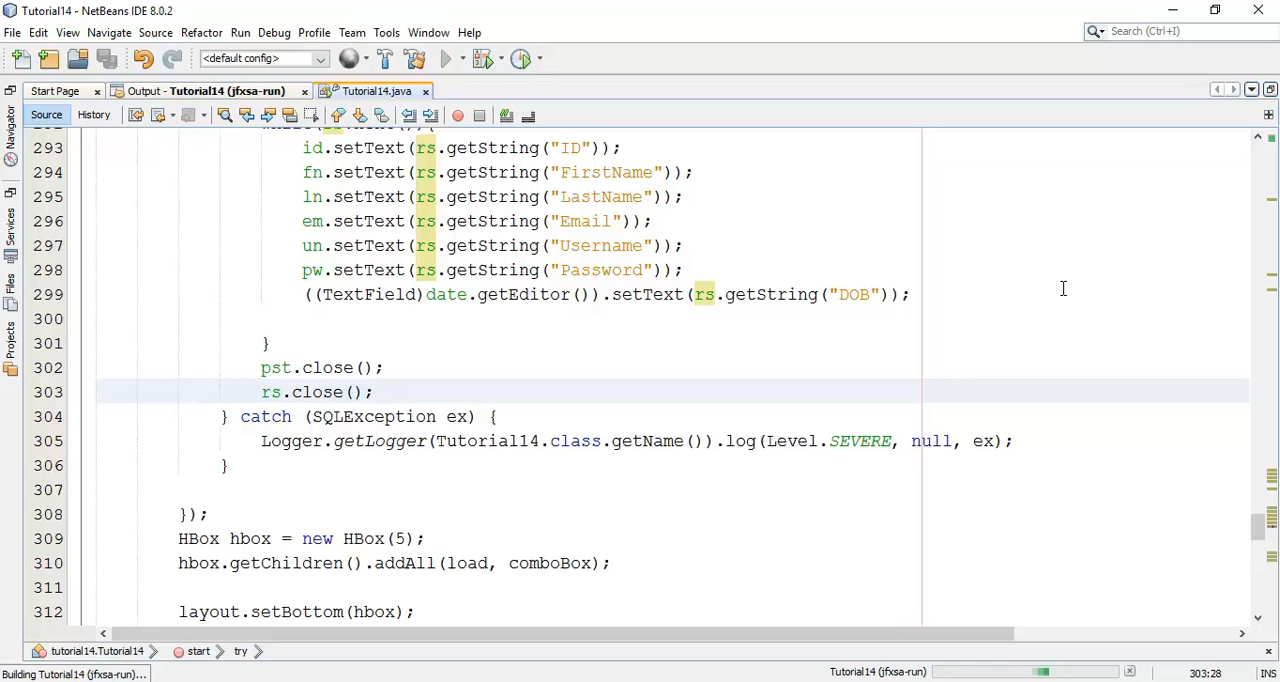 Tutorial14 - NetBeans IDE 8.0.2
File Edit View Navigate Source Refactor Run Debug Profile Team Tools Window Help
Search (Ctrl+I)
<default config>
Start Page
Output - Tutorial14 (jfxsa-run)
Tutorial14.java
Source History
Navigator
Services
Files
Projects
293 id.setText(rs.getString("ID"));
294 fn.setText(rs.getString("FirstName"));
295 ln.setText(rs.getString("LastName"));
296 em.setText(rs.getString("Email"));
297 un.setText(rs.getString("Username"));
298 pw.setText(rs.getString("Password"));
299 ((TextField)date.getEditor()).setText(rs.getString("DOB"));
300
301 }
302 pst.close();
303 rs.close();
304 } catch (SQLException ex) {
305 Logger.getLogger(Tutorial14.class.getName()).log(Level.SEVERE, null, ex);
306 }
307
308 });
309 HBox hbox = new HBox(5);
310 hbox.getChildren().addAll(load, comboBox);
311
312 layout.setBottom(hbox);
tutorial14.Tutorial14 start try
Building Tutorial14 (jfxsa-run)...
Tutorial14 (jfxsa-run)
303:28
INS